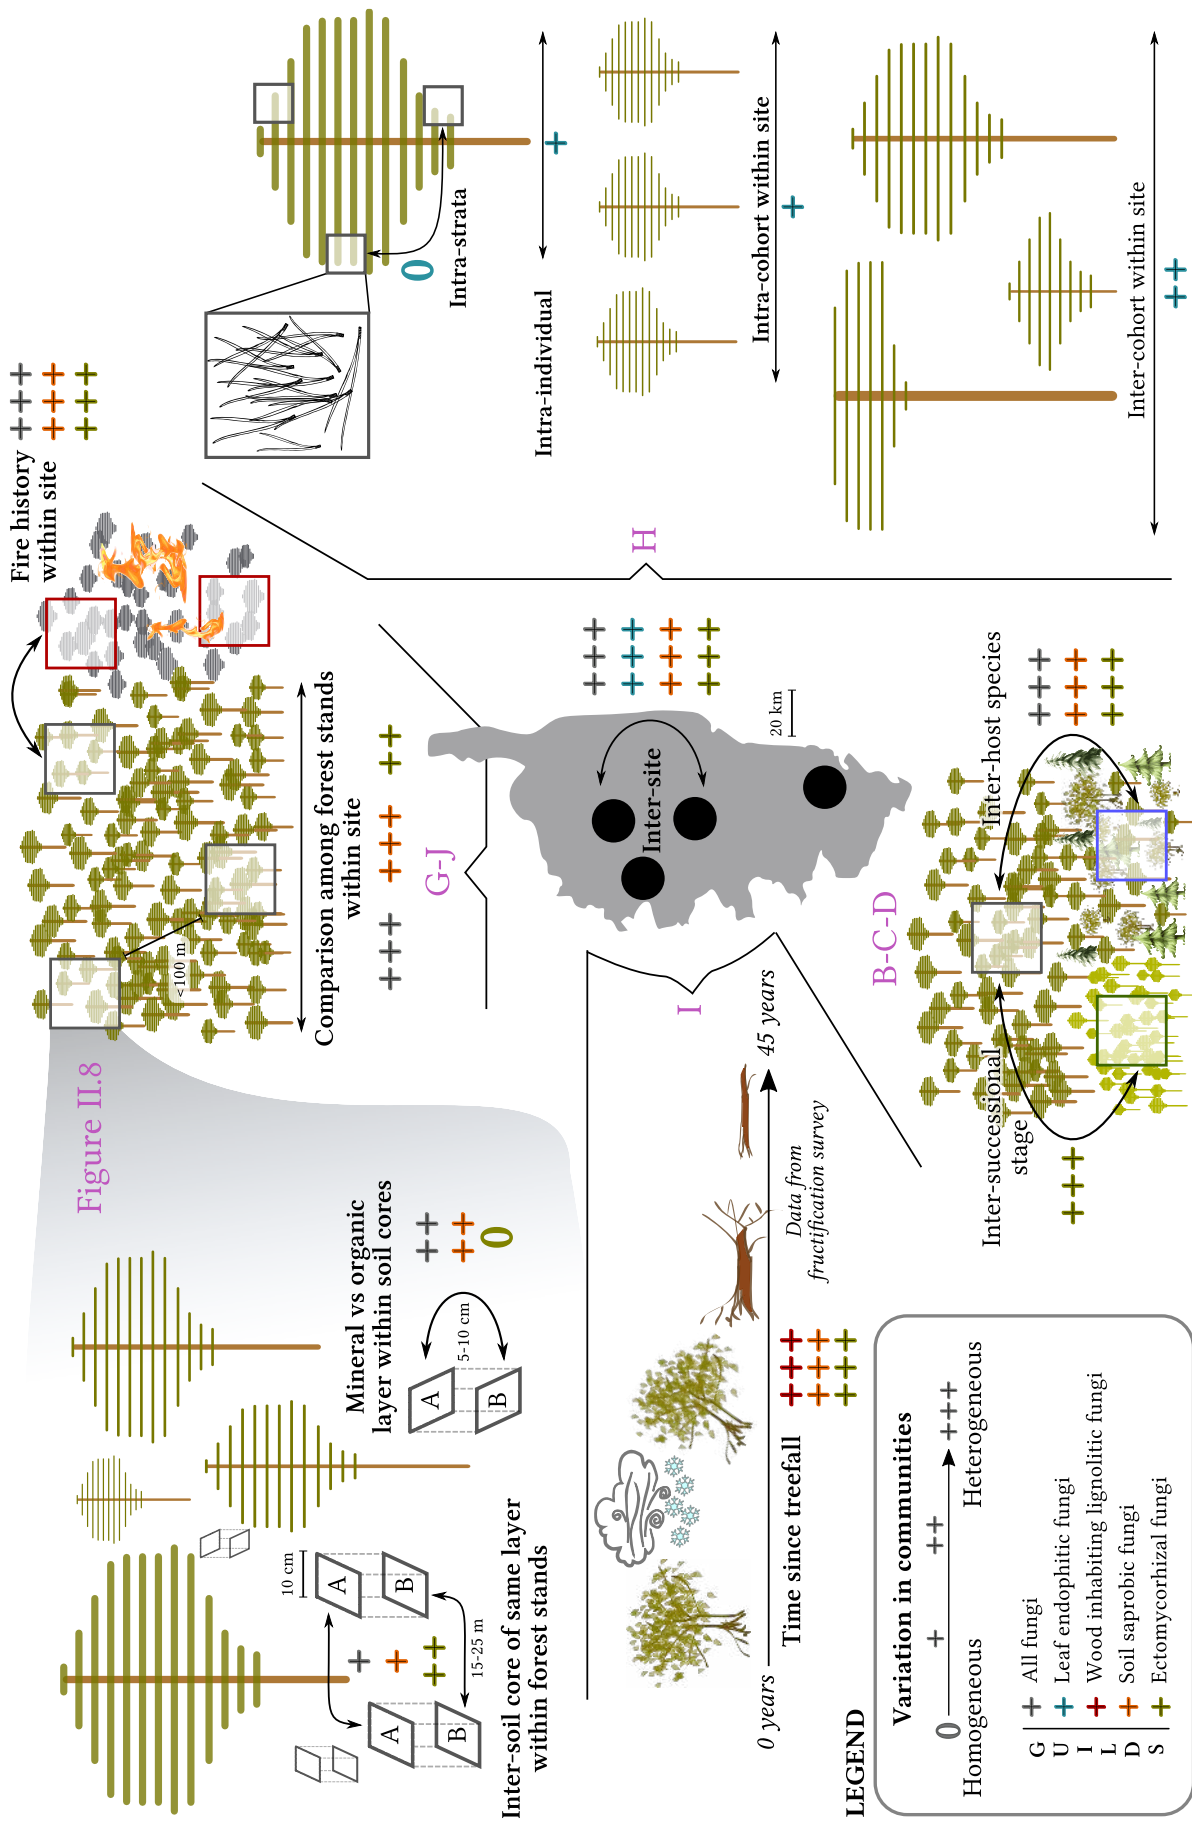 Figure II.8
Inter-soil core of same layer
within forest stands
10 cm
A
B
A
B
15-25 m
+
+
++
Mineral vs organic
layer within soil cores
A
B
5-10 cm
++
++
0
<100 m
Comparison among forest stands
within site
+++
+++
++
G-J
Fire history
within site
+++
+++
+++
Intra-strata
0
Intra-individual
+
Intra-cohort within site
+
Inter-cohort within site
++
H
Inter-site
20 km
+++
+++
+++
+++
I
0 years
45 years
Time since treefall
+++
+++
+++
Data from
fructification survey
B-C-D
Inter-successional
stage
+++
Inter-host species
+++
+++
+++
LEGEND
Variation in communities
0 + ++ +++
Homogeneous Heterogeneous
G + All fungi
U + Leaf endophitic fungi
I + Wood inhabiting lignolitic fungi
L
D + Soil saprobic fungi
S + Ectomycorhizal fungi